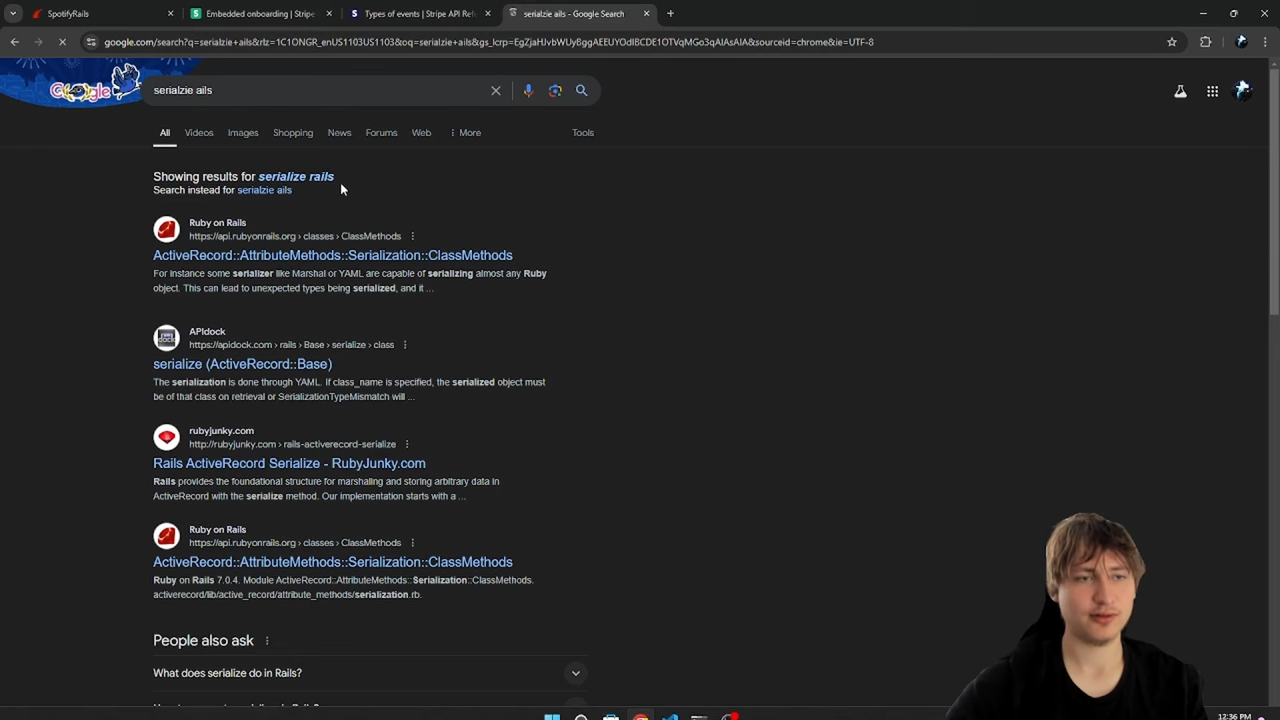 SpotifyRails
Embedded onboarding | Stripe
Types of events | Stripe API Ref
serialzie ails - Google Search
google.com/search?q=serialzie+ails&rlz=1C1ONGR_enUS1103US1103&oq=serialzie+ails&gs_lcrp=EgZjaHJvbWUyBggAEEUYOdIBCDE1OTVqMGo3qAIAsAIA&sourceid=chrome&ie=UTF-8
serialzie ails
All
Videos
Images
Shopping
News
Forums
Web
More
Tools
Showing results for serialize rails
Search instead for serialzie ails
Ruby on Rails
https://api.rubyonrails.org › classes › ClassMethods
ActiveRecord::AttributeMethods::Serialization::ClassMethods
For instance some serializer like Marshal or YAML are capable of serializing almost any Ruby
object. This can lead to unexpected types being serialized, and it ...
APIdock
https://apidock.com › rails › Base › serialize › class
serialize (ActiveRecord::Base)
The serialization is done through YAML. If class_name is specified, the serialized object must
be of that class on retrieval or SerializationTypeMismatch will ...
rubyjunky.com
http://rubyjunky.com › rails-activerecord-serialize
Rails ActiveRecord Serialize - RubyJunky.com
Rails provides the foundational structure for marshaling and storing arbitrary data in
ActiveRecord with the serialize method. Our implementation starts with a ...
Ruby on Rails
https://api.rubyonrails.org › classes › ClassMethods
ActiveRecord::AttributeMethods::Serialization::ClassMethods
Ruby on Rails 7.0.4. Module ActiveRecord::AttributeMethods::Serialization::ClassMethods.
activerecord/lib/active_record/attribute_methods/serialization.rb.
People also ask
What does serialize do in Rails?
12:36 PM